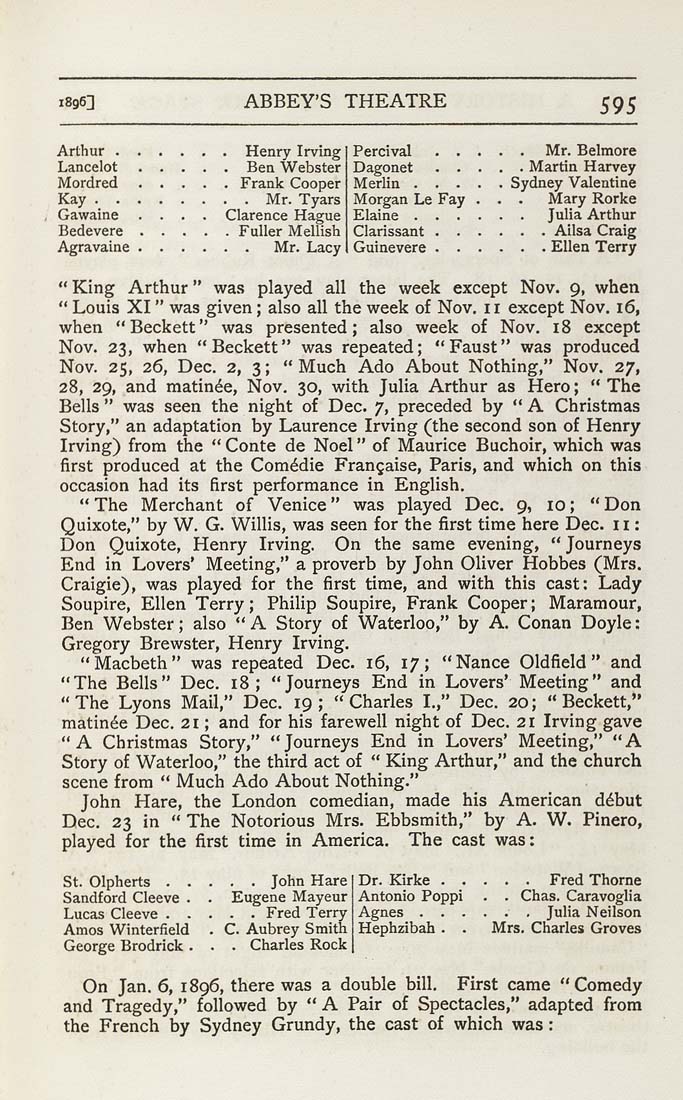 1896] ABBEY'S THEATRE 595
Arthur . . . . . . Henry Irving | Percival . . . . . Mr. Belmore
Lancelot . . . . . Ben Webster | Dagonet . . . . . Martin Harvey
Mordred . . . . . Frank Cooper | Merlin . . . . . Sydney Valentine
Kay . . . . . . . . Mr. Tyars | Morgan Le Fay . . . Mary Rorke
Gawaine . . . . Clarence Hague | Elaine . . . . . . Julia Arthur
Bedevere . . . . . Fuller Mellish | Clarissant . . . . . . Ailsa Craig
Agravaine . . . . . . Mr. Lacy | Guinevere . . . . . . Ellen Terry
"King Arthur" was played all the week except Nov. 9, when
"Louis XI" was given; also all the week of Nov. 11 except Nov. 16,
when "Beckett" was presented; also week of Nov. 18 except
Nov. 23, when "Beckett" was repeated; "Faust" was produced
Nov. 25, 26, Dec. 2, 3; "Much Ado About Nothing," Nov. 27,
28, 29, and matinée, Nov. 30, with Julia Arthur as Hero; "The
Bells" was seen the night of Dec. 7, preceded by "A Christmas
Story," an adaptation by Laurence Irving (the second son of Henry
Irving) from the "Conte de Noel" of Maurice Buchoir, which was
first produced at the Comédie Française, Paris, and which on this
occasion had its first performance in English.
"The Merchant of Venice" was played Dec. 9, 10; "Don
Quixote," by W. G. Willis, was seen for the first time here Dec. 11:
Don Quixote, Henry Irving. On the same evening, "Journeys
End in Lovers' Meeting," a proverb by John Oliver Hobbes (Mrs.
Craigie), was played for the first time, and with this cast: Lady
Soupire, Ellen Terry; Philip Soupire, Frank Cooper; Maramour,
Ben Webster; also "A Story of Waterloo," by A. Conan Doyle:
Gregory Brewster, Henry Irving.
"Macbeth" was repeated Dec. 16, 17; "Nance Oldfield" and
"The Bells" Dec. 18; "Journeys End in Lovers' Meeting" and
"The Lyons Mail," Dec. 19; "Charles I.," Dec. 20; "Beckett,"
matinée Dec. 21; and for his farewell night of Dec. 21 Irving gave
"A Christmas Story," "Journeys End in Lovers' Meeting," "A
Story of Waterloo," the third act of "King Arthur," and the church
scene from "Much Ado About Nothing."
John Hare, the London comedian, made his American début
Dec. 23 in "The Notorious Mrs. Ebbsmith," by A. W. Pinero,
played for the first time in America. The cast was:
St. Olpherts . . . . . John Hare | Dr. Kirke . . . . . Fred Thorne
Sandford Cleeve . . Eugene Mayeur | Antonio Poppi . . Chas. Caravoglia
Lucas Cleeve . . . . . Fred Terry | Agnes . . . . . . Julia Neilson
Amos Winterfield . C. Aubrey Smith | Hephzibah . . Mrs. Charles Groves
George Brodrick . . . Charles Rock |
On Jan. 6, 1896, there was a double bill. First came "Comedy
and Tragedy," followed by "A Pair of Spectacles," adapted from
the French by Sydney Grundy, the cast of which was: